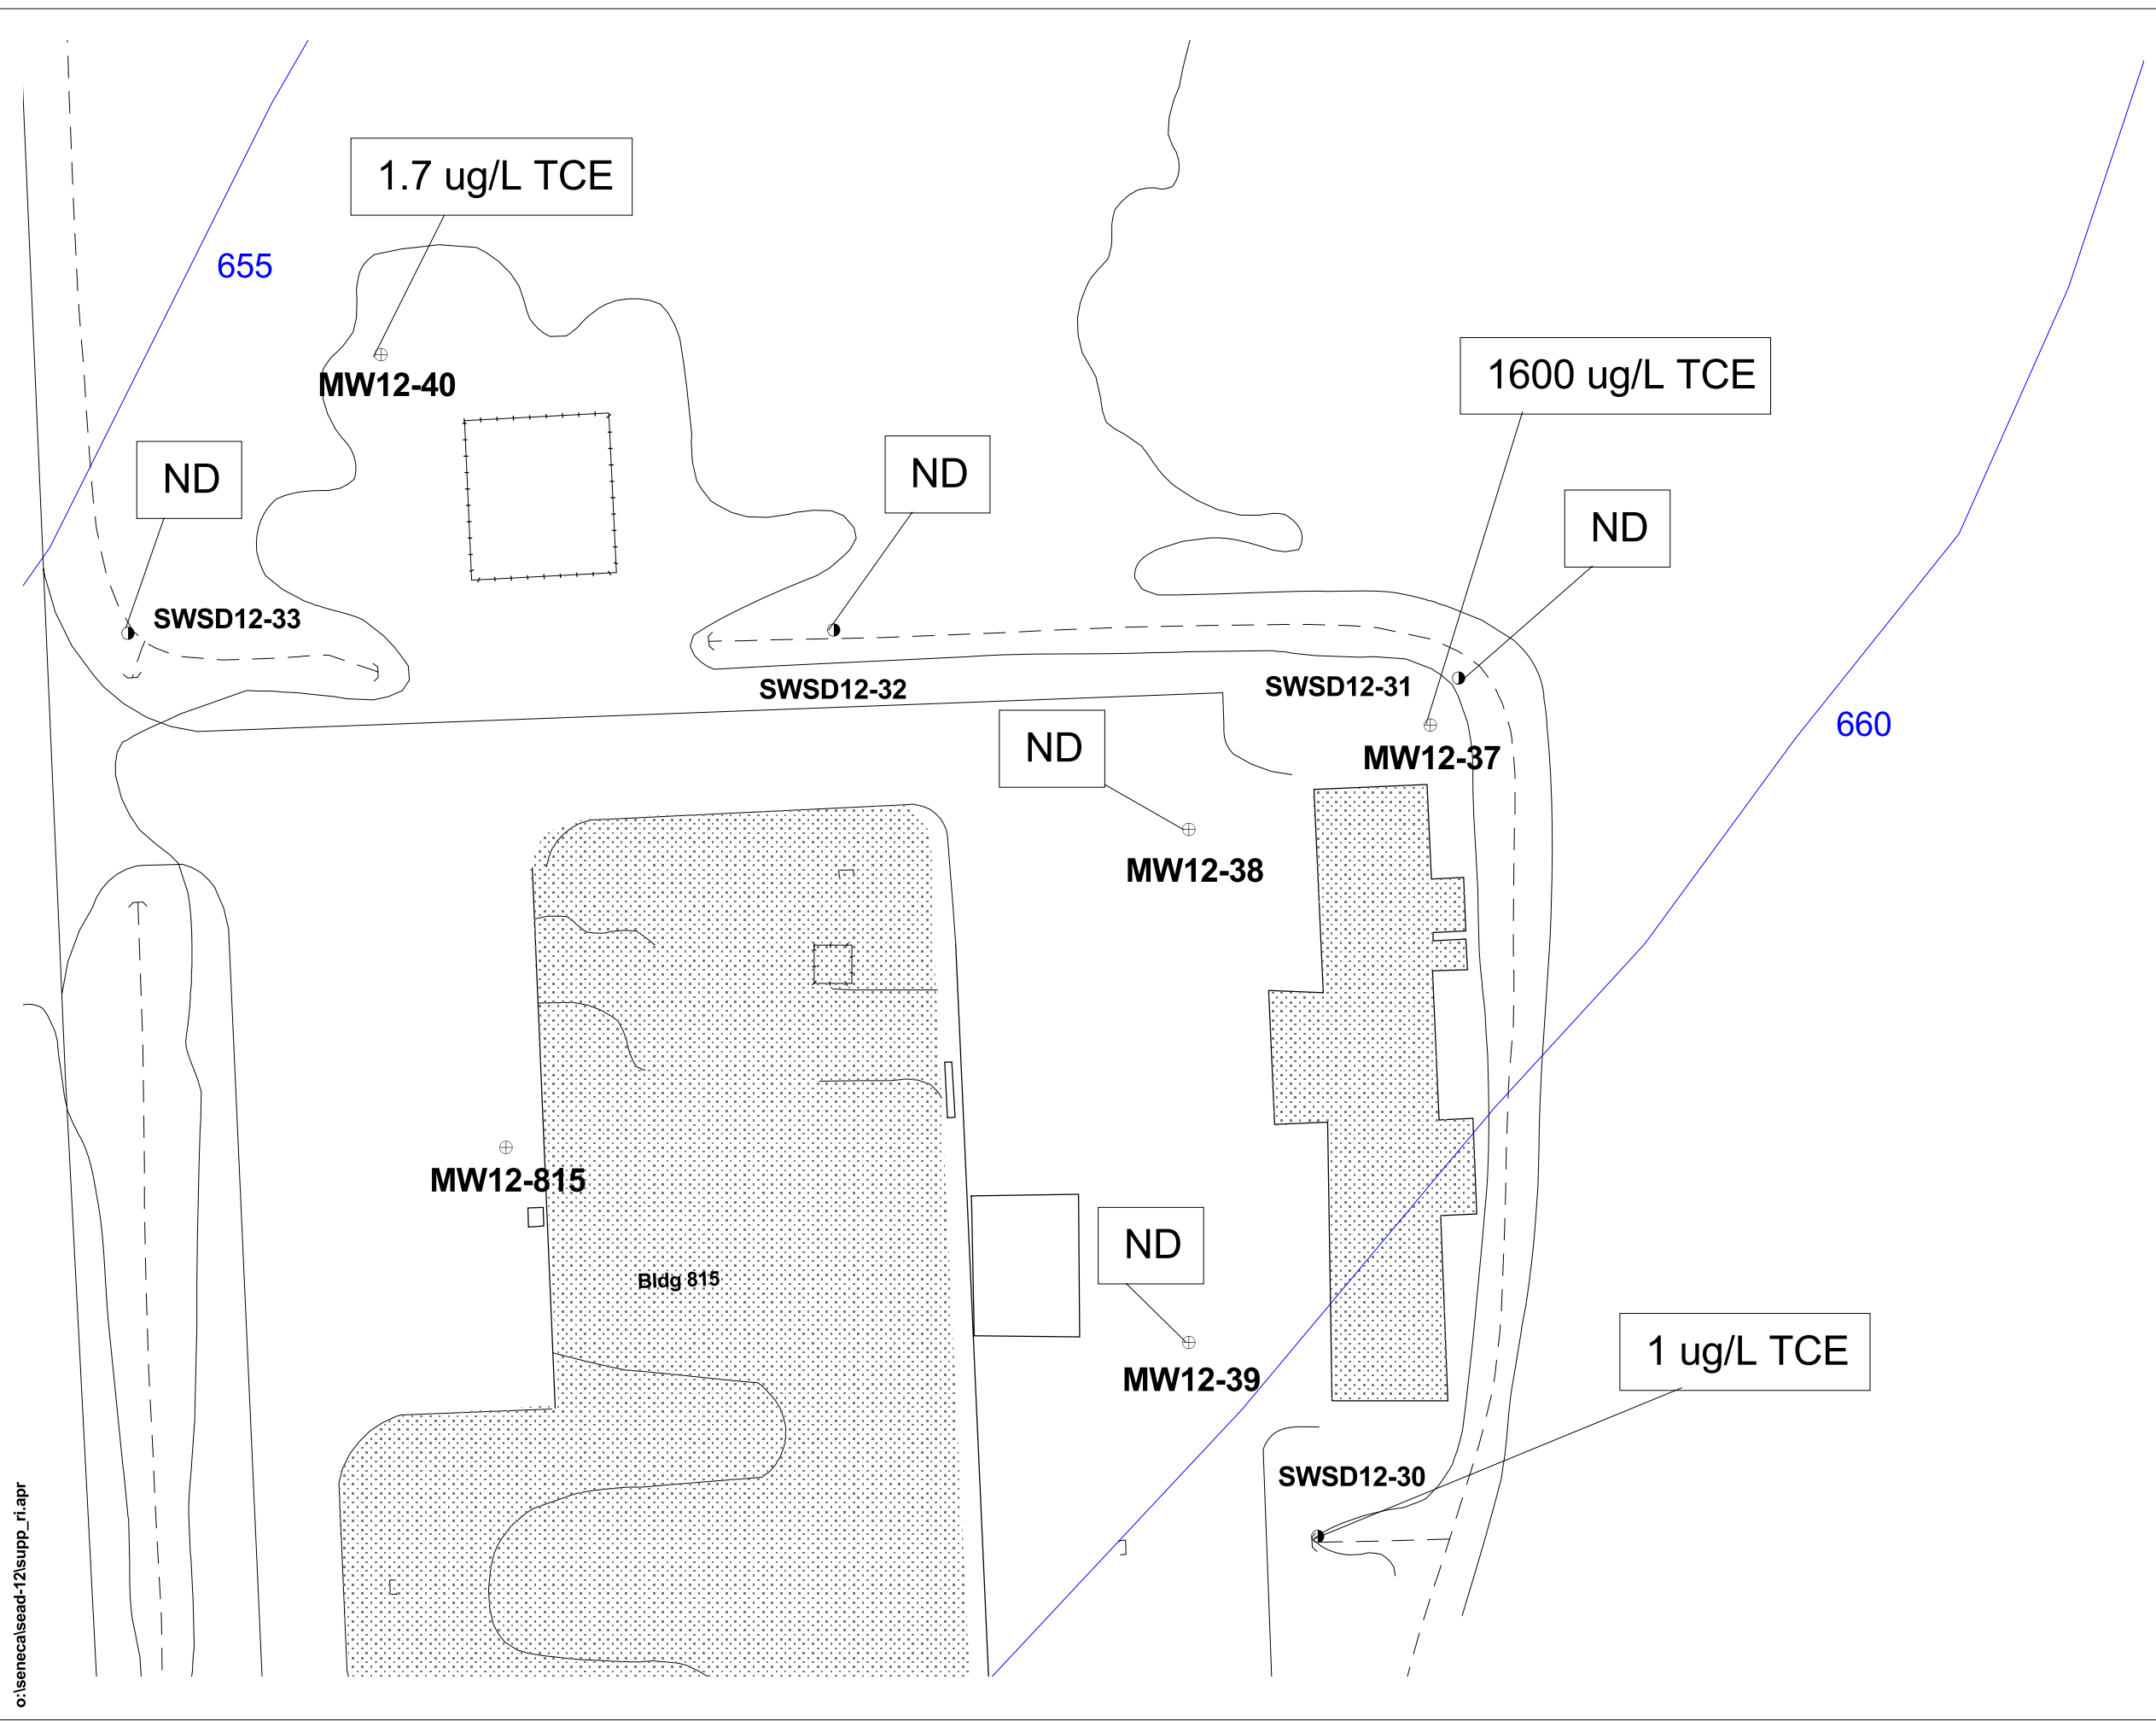 1.7 ug/L TCE
655
MW12-40
1600 ug/L TCE
ND
ND
ND
SWSD12-33
SWSD12-32
SWSD12-31
660
ND
MW12-37
MW12-38
MW12-815
ND
Bldg 815
MW12-39
1 ug/L TCE
SWSD12-30
o:\seneca\sead-12\supp_ri.apr